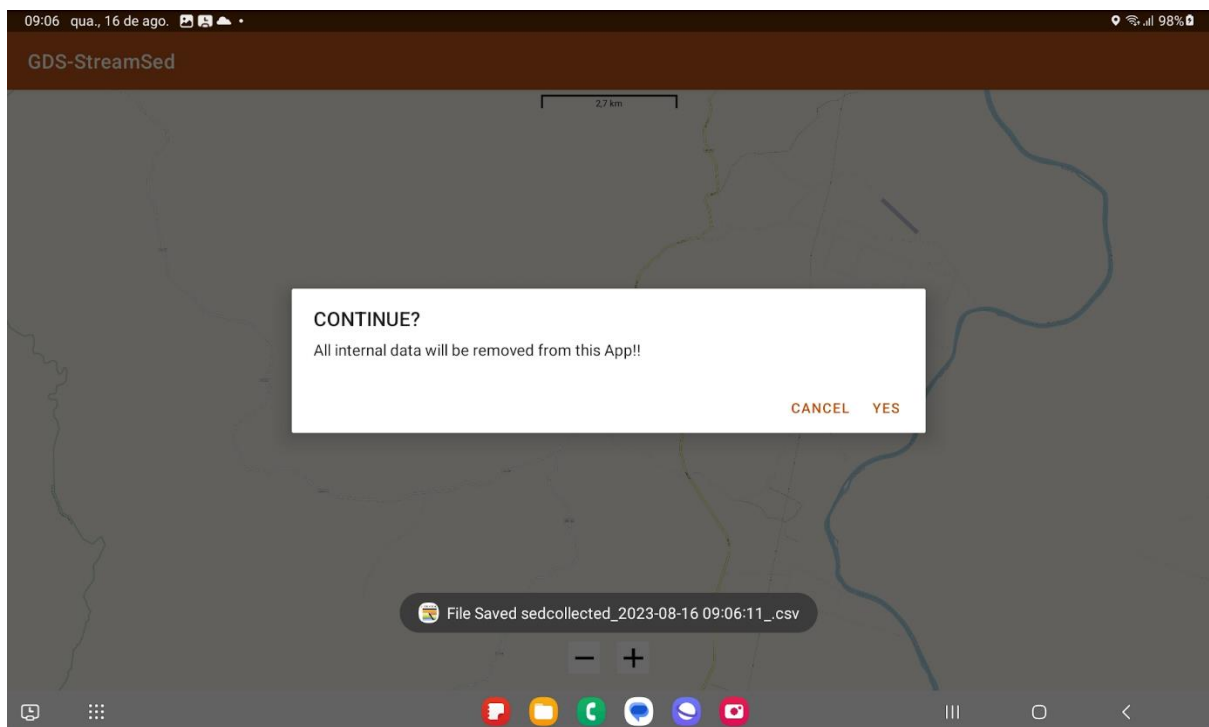 09:06 qua., 16 de ago.
98%
GDS-StreamSed
2,7 km
CONTINUE?
All internal data will be removed from this App!!
CANCEL YES
File Saved sedcollected_2023-08-16 09:06:11_.csv
− +